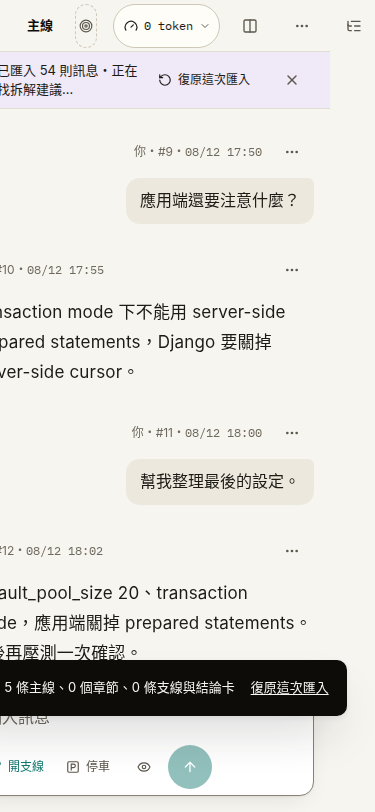 主線
0 token
已匯入 54 則訊息・正在
找拆解建議…
復原這次匯入
你・#9・08/12 17:50
應用端還要注意什麼？
#10・08/12 17:55
nsaction mode 下不能用 server-side
pared statements，Django 要關掉
ver-side cursor。
你・#11・08/12 18:00
幫我整理最後的設定。
#12・08/12 18:02
ault_pool_size 20、transaction
de，應用端關掉 prepared statements。
後再壓測一次確認。
5 條主線、0 個章節、0 條支線與結論卡 復原這次匯入
開支線
停車